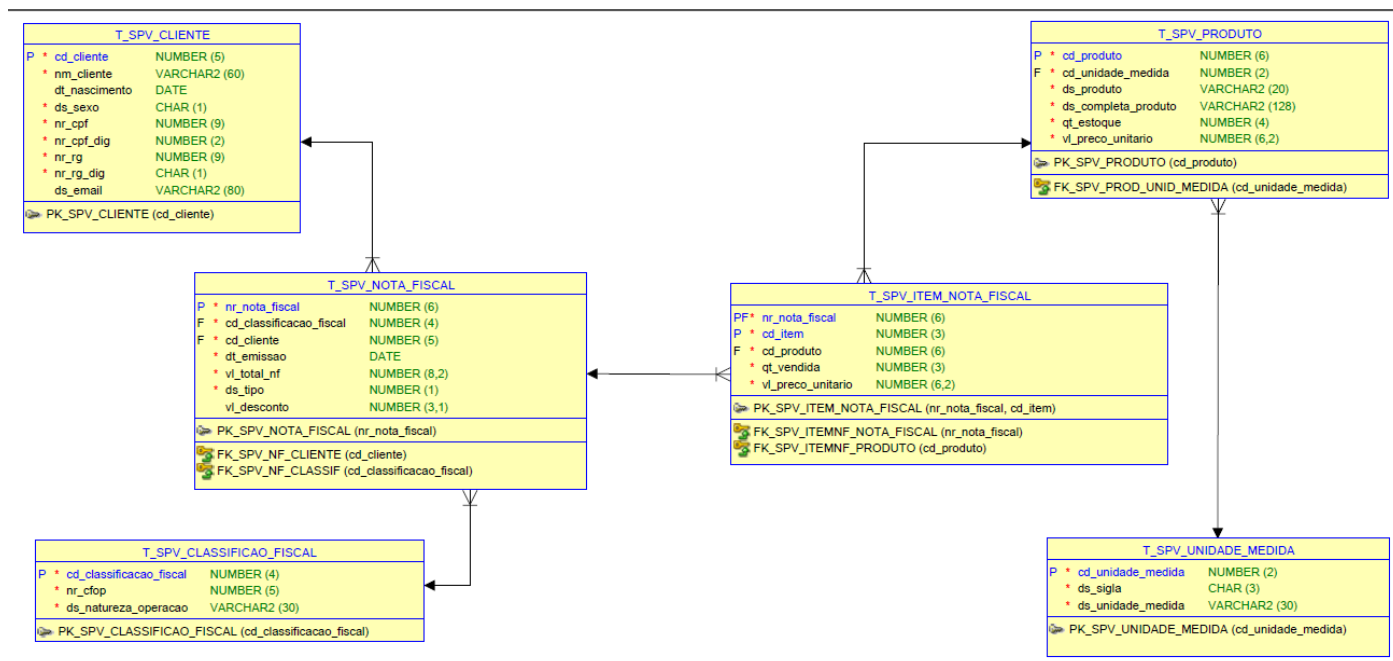 T_SPV_CLIENTE
P * cd_cliente NUMBER (5)
* nm_cliente VARCHAR2 (60)
dt_nascimento DATE
* ds_sexo CHAR (1)
* nr_cpf NUMBER (9)
* nr_cpf_dig NUMBER (2)
* nr_rg NUMBER (9)
* nr_rg_dig CHAR (1)
ds_email VARCHAR2 (80)
PK_SPV_CLIENTE (cd_cliente)
T_SPV_PRODUTO
P * cd_produto NUMBER (6)
F * cd_unidade_medida NUMBER (2)
* ds_produto VARCHAR2 (20)
* ds_completa_produto VARCHAR2 (128)
* qt_estoque NUMBER (4)
* vl_preco_unitario NUMBER (6,2)
PK_SPV_PRODUTO (cd_produto)
FK_SPV_PROD_UNID_MEDIDA (cd_unidade_medida)
T_SPV_NOTA_FISCAL
P * nr_nota_fiscal NUMBER (6)
F * cd_classificacao_fiscal NUMBER (4)
F * cd_cliente NUMBER (5)
* dt_emissao DATE
* vl_total_nf NUMBER (8,2)
* ds_tipo NUMBER (1)
vl_desconto NUMBER (3,1)
PK_SPV_NOTA_FISCAL (nr_nota_fiscal)
FK_SPV_NF_CLIENTE (cd_cliente)
FK_SPV_NF_CLASSIF (cd_classificacao_fiscal)
T_SPV_ITEM_NOTA_FISCAL
PF* nr_nota_fiscal NUMBER (6)
P * cd_item NUMBER (3)
F * cd_produto NUMBER (6)
* qt_vendida NUMBER (3)
* vl_preco_unitario NUMBER (6,2)
PK_SPV_ITEM_NOTA_FISCAL (nr_nota_fiscal, cd_item)
FK_SPV_ITEMNF_NOTA_FISCAL (nr_nota_fiscal)
FK_SPV_ITEMNF_PRODUTO (cd_produto)
T_SPV_CLASSIFICAO_FISCAL
P * cd_classificacao_fiscal NUMBER (4)
* nr_cfop NUMBER (5)
* ds_natureza_operacao VARCHAR2 (30)
PK_SPV_CLASSIFICAO_FISCAL (cd_classificacao_fiscal)
T_SPV_UNIDADE_MEDIDA
P * cd_unidade_medida NUMBER (2)
* ds_sigla CHAR (3)
* ds_unidade_medida VARCHAR2 (30)
PK_SPV_UNIDADE_MEDIDA (cd_unidade_medida)